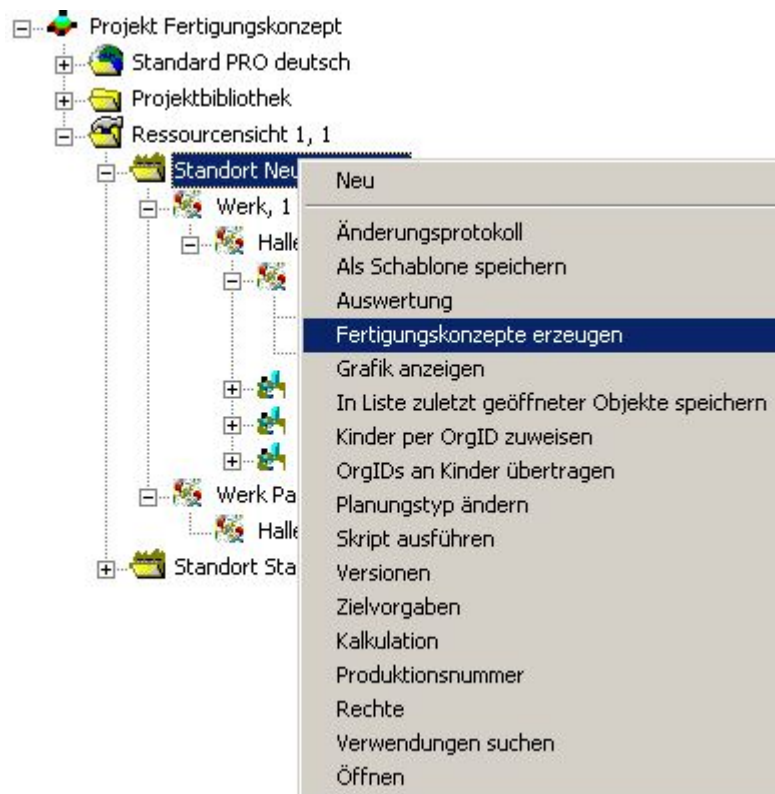 Projekt Fertigungskonzept
Standard PRO deutsch
Projektbibliothek
Ressourcensicht 1, 1
Standort Neu
Werk, 1
Halle
Werk Pa
Halle
Standort Sta
Neu
Änderungsprotokoll
Als Schablone speichern
Auswertung
Fertigungskonzepte erzeugen
Grafik anzeigen
In Liste zuletzt geöffneter Objekte speichern
Kinder per OrgID zuweisen
OrgIDs an Kinder übertragen
Planungstyp ändern
Skript ausführen
Versionen
Zielvorgaben
Kalkulation
Produktionsnummer
Rechte
Verwendungen suchen
Öffnen